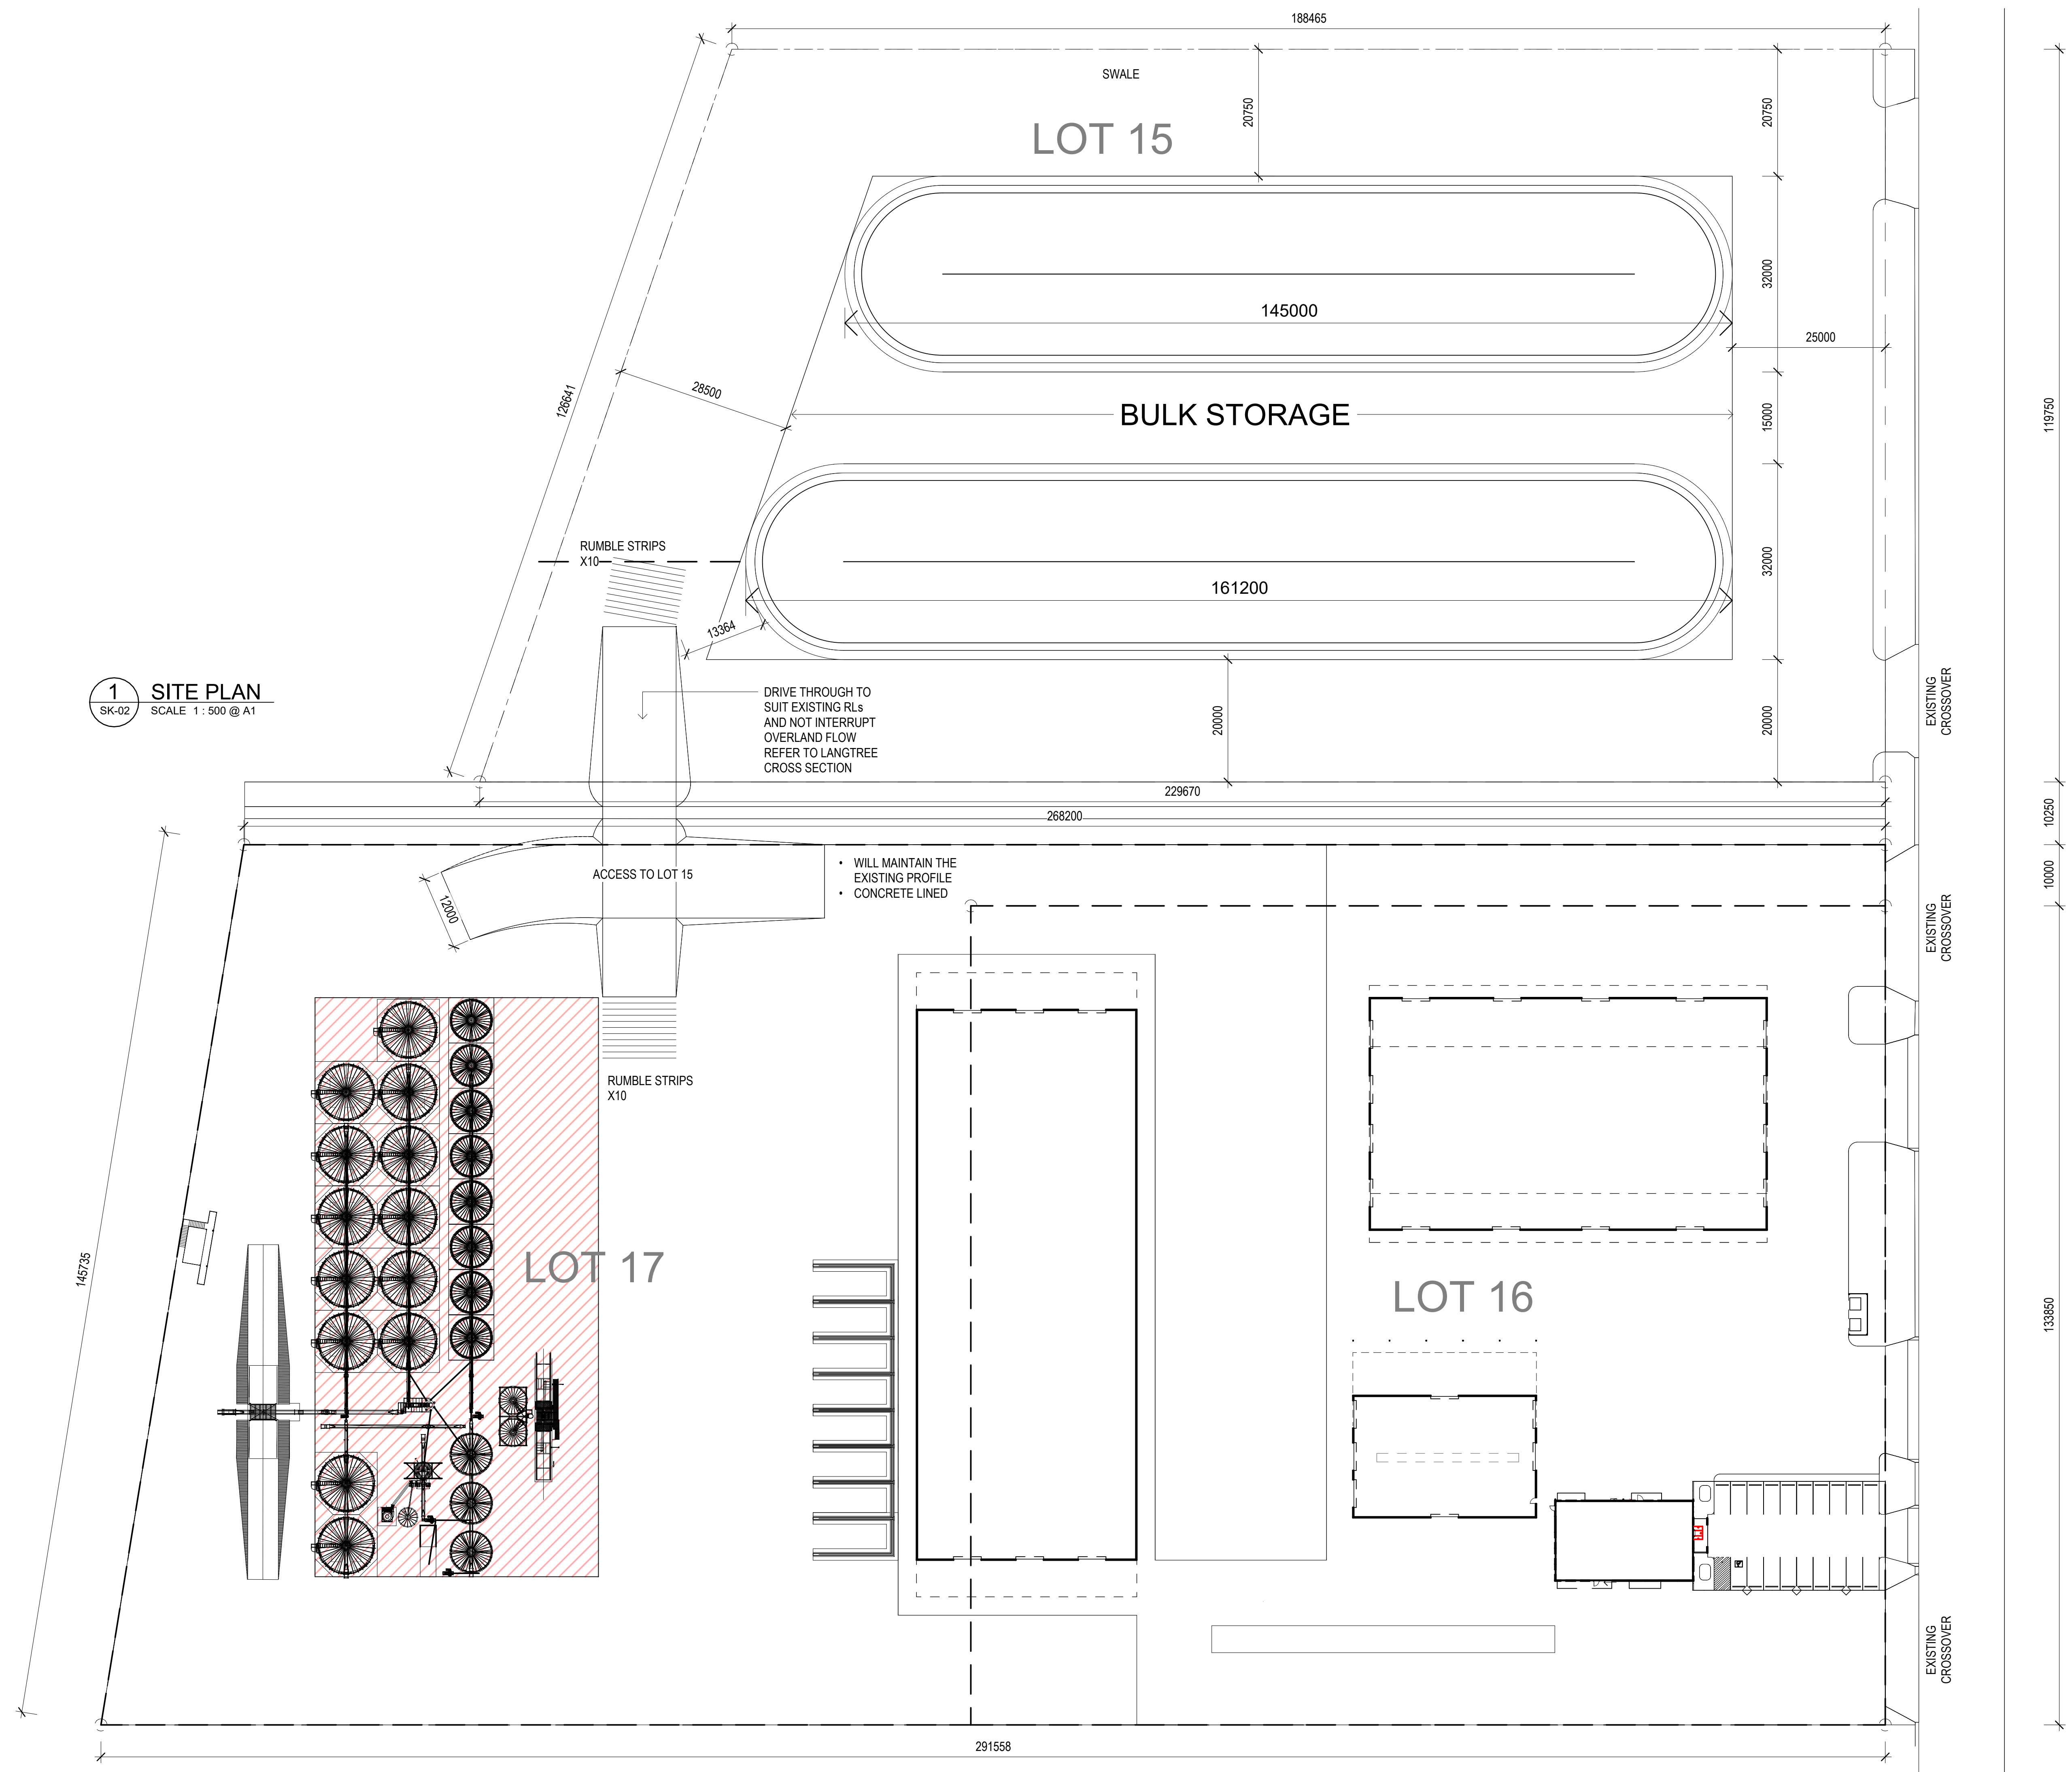 188465
SWALE
20750
20750
LOT 15
32000
145000
25000
126641
28500
BULK STORAGE
15000
119750
RUMBLE STRIPS
X10
32000
161200
13364
1
SITE PLAN
SK-02
SCALE 1 : 500 @ A1
DRIVE THROUGH TO
SUIT EXISTING RLs
AND NOT INTERRUPT
OVERLAND FLOW
REFER TO LANGTREE
CROSS SECTION
20000
20000
EXISTING
CROSSOVER
229670
268200
10250
ACCESS TO LOT 15
• WILL MAINTAIN THE
EXISTING PROFILE
• CONCRETE LINED
12000
10000
EXISTING
CROSSOVER
RUMBLE STRIPS
X10
145735
LOT 17
LOT 16
133850
EXISTING
CROSSOVER
291558